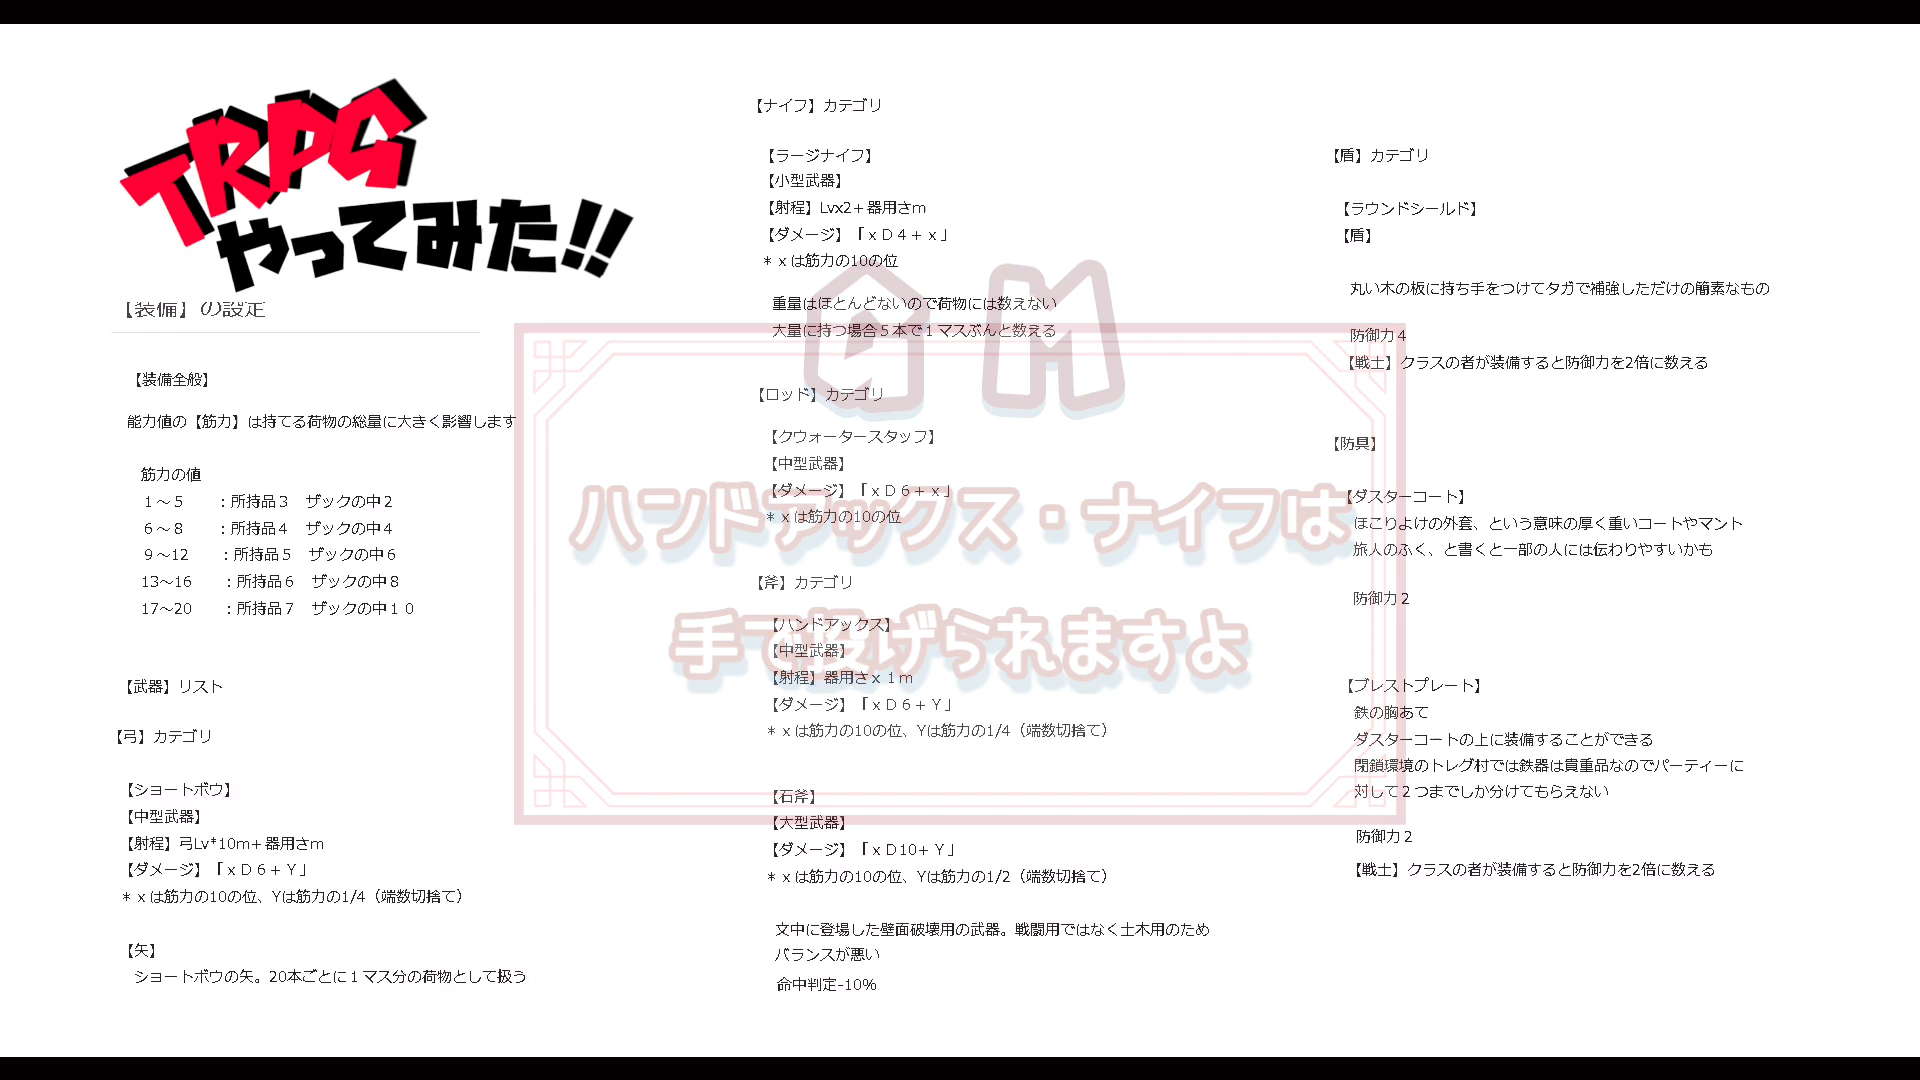 TRPG
やってみた!!
【装備】の設定
【装備全般】
能力値の【筋力】は持てる荷物の総量に大きく影響します
筋力の値
１～５　　：所持品３　ザックの中２
６～８　　：所持品４　ザックの中４
９～12　　：所持品５　ザックの中６
13～16　　：所持品６　ザックの中８
17～20　　：所持品７　ザックの中１０
【武器】リスト
【弓】カテゴリ
【ショートボウ】
【中型武器】
【射程】弓Lv*10m＋器用さm
【ダメージ】「ｘＤ６＋Ｙ」
＊ｘは筋力の10の位、Yは筋力の1/4（端数切捨て）
【矢】
ショートボウの矢。20本ごとに１マス分の荷物として扱う
【ナイフ】カテゴリ
【ラージナイフ】
【小型武器】
【射程】Lvx2＋器用さm
【ダメージ】「ｘＤ４＋ｘ」
＊ｘは筋力の10の位
重量はほとんどないので荷物には数えない
大量に持つ場合５本で１マスぶんと数える
【ロッド】カテゴリ
【クウォータースタッフ】
【中型武器】
【ダメージ】「ｘＤ６＋ｘ」
＊ｘは筋力の10の位
【斧】カテゴリ
【ハンドアックス】
【中型武器】
【射程】器用さｘ１m
【ダメージ】「ｘＤ６＋Ｙ」
＊ｘは筋力の10の位、Yは筋力の1/4（端数切捨て）
【石斧】
【大型武器】
【ダメージ】「ｘＤ10＋Ｙ」
＊ｘは筋力の10の位、Yは筋力の1/2（端数切捨て）
文中に登場した壁面破壊用の武器。戦闘用ではなく土木用のため
バランスが悪い
命中判定-10%
【盾】カテゴリ
【ラウンドシールド】
【盾】
丸い木の板に持ち手をつけてタガで補強しただけの簡素なもの
防御力４
【戦士】クラスの者が装備すると防御力を2倍に数える
【防具】
【ダスターコート】
ほこりよけの外套、という意味の厚く重いコートやマント
旅人のふく、と書くと一部の人には伝わりやすいかも
防御力２
【ブレストプレート】
鉄の胸あて
ダスターコートの上に装備することができる
閉鎖環境のトレグ村では鉄器は貴重品なのでパーティーに
対して２つまでしか分けてもらえない
防御力２
【戦士】クラスの者が装備すると防御力を2倍に数える
GM
ハンドアックス・ナイフは
手で投げられますよ